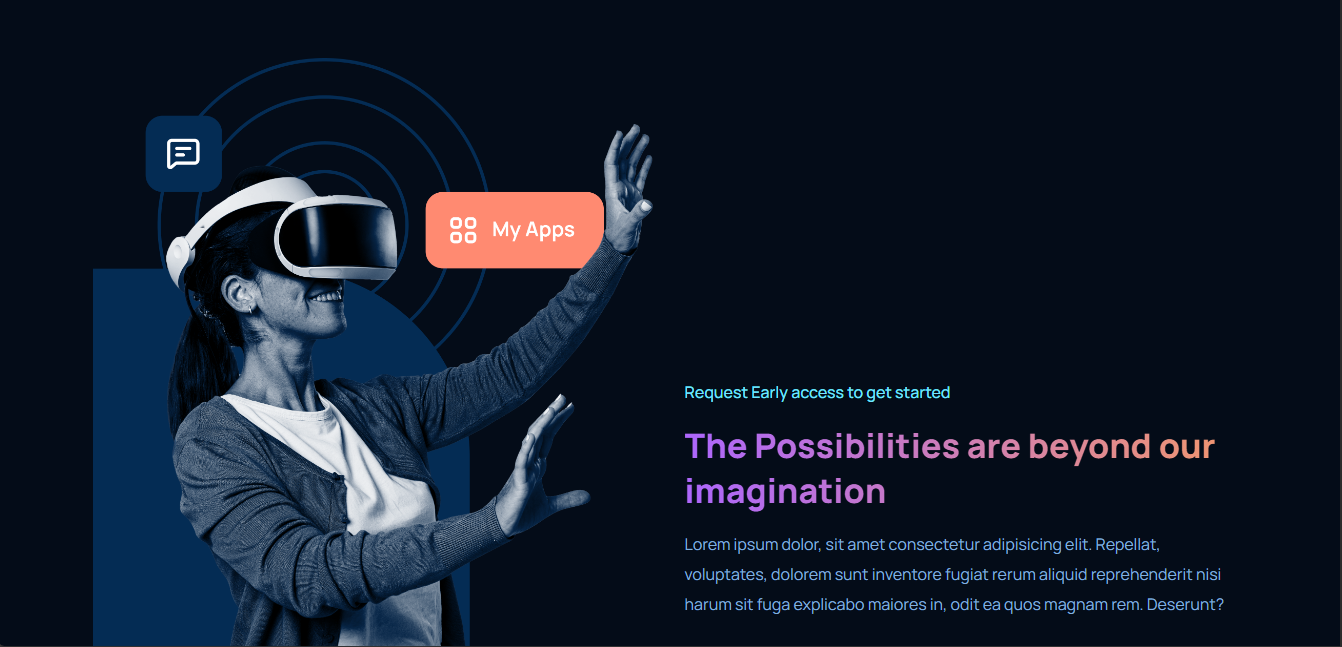 My Apps
Request Early access to get started
The Possibilities are beyond our
imagination
Lorem ipsum dolor, sit amet consectetur adipisicing elit. Repellat,
voluptates, dolorem sunt inventore fugiat rerum aliquid reprehenderit nisi
harum sit fuga explicabo maiores in, odit ea quos magnam rem. Deserunt?